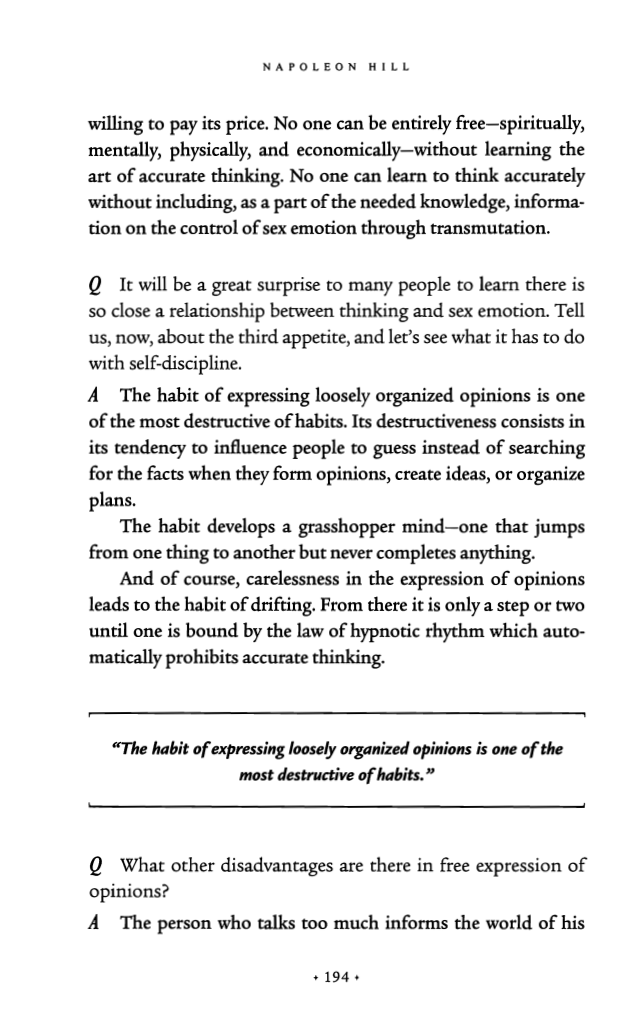 NAPOLEON HILL
willing to pay its price. No one can be entirely free—spiritually,
mentally, physically, and economically—without learning the
art of accurate thinking. No one can learn to think accurately
without including, as a part of the needed knowledge, informa-
tion on the control of sex emotion through transmutation.
Q It will be a great surprise to many people to learn there is
so close a relationship between thinking and sex emotion. Tell
us, now, about the third appetite, and let's see what it has to do
with self-discipline.
A The habit of expressing loosely organized opinions is one
of the most destructive of habits. Its destructiveness consists in
its tendency to influence people to guess instead of searching
for the facts when they form opinions, create ideas, or organize
plans.
The habit develops a grasshopper mind—one that jumps
from one thing to another but never completes anything.
And of course, carelessness in the expression of opinions
leads to the habit of drifting. From there it is only a step or two
until one is bound by the law of hypnotic rhythm which auto-
matically prohibits accurate thinking.
"The habit of expressing loosely organized opinions is one of the
most destructive of habits."
Q What other disadvantages are there in free expression of
opinions?
A The person who talks too much informs the world of his
• 194 •